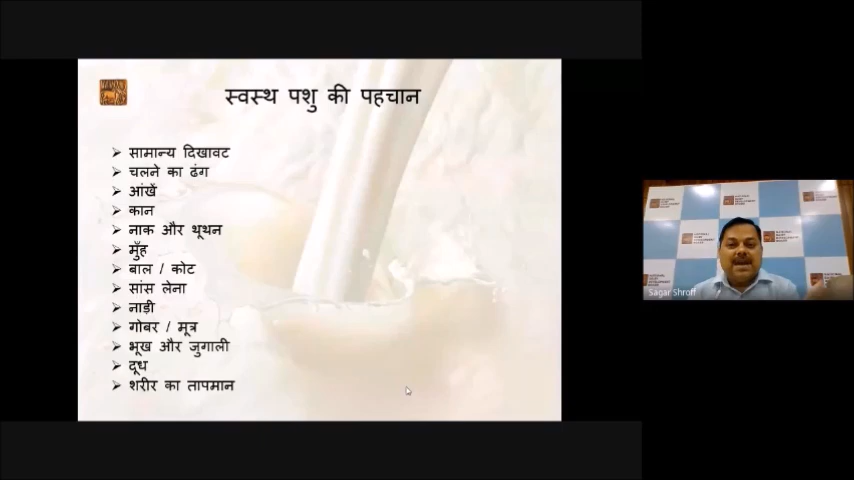 स्वस्थ पशु की पहचान
➢ सामान्य दिखावट
➢ चलने का ढंग
➢ आंखें
➢ कान
➢ नाक और थूथन
➢ मुँह
➢ बाल / कोट
➢ सांस लेना
➢ नाड़ी
➢ गोबर / मूत्र
➢ भूख और जुगाली
➢ दूध
➢ शरीर का तापमान
Sagar Shroff